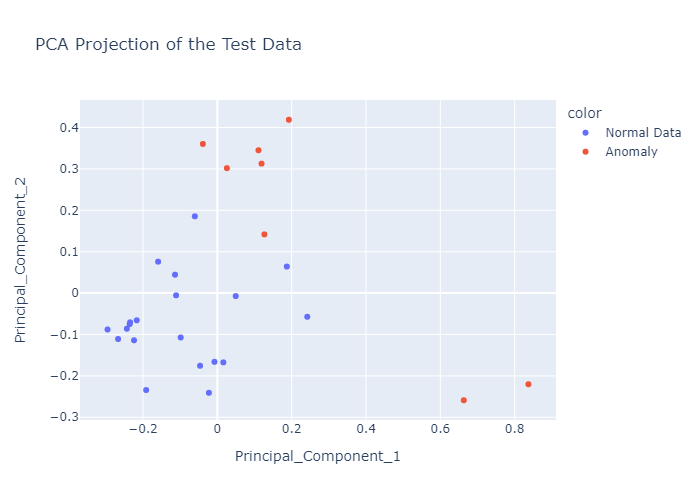 PCA Projection of the Test Data
color
Normal Data
Anomaly
0.4
0.3
0.2
0.1
0
−0.1
−0.2
−0.3
Principal_Component_2
−0.2
0
0.2
0.4
0.6
0.8
Principal_Component_1